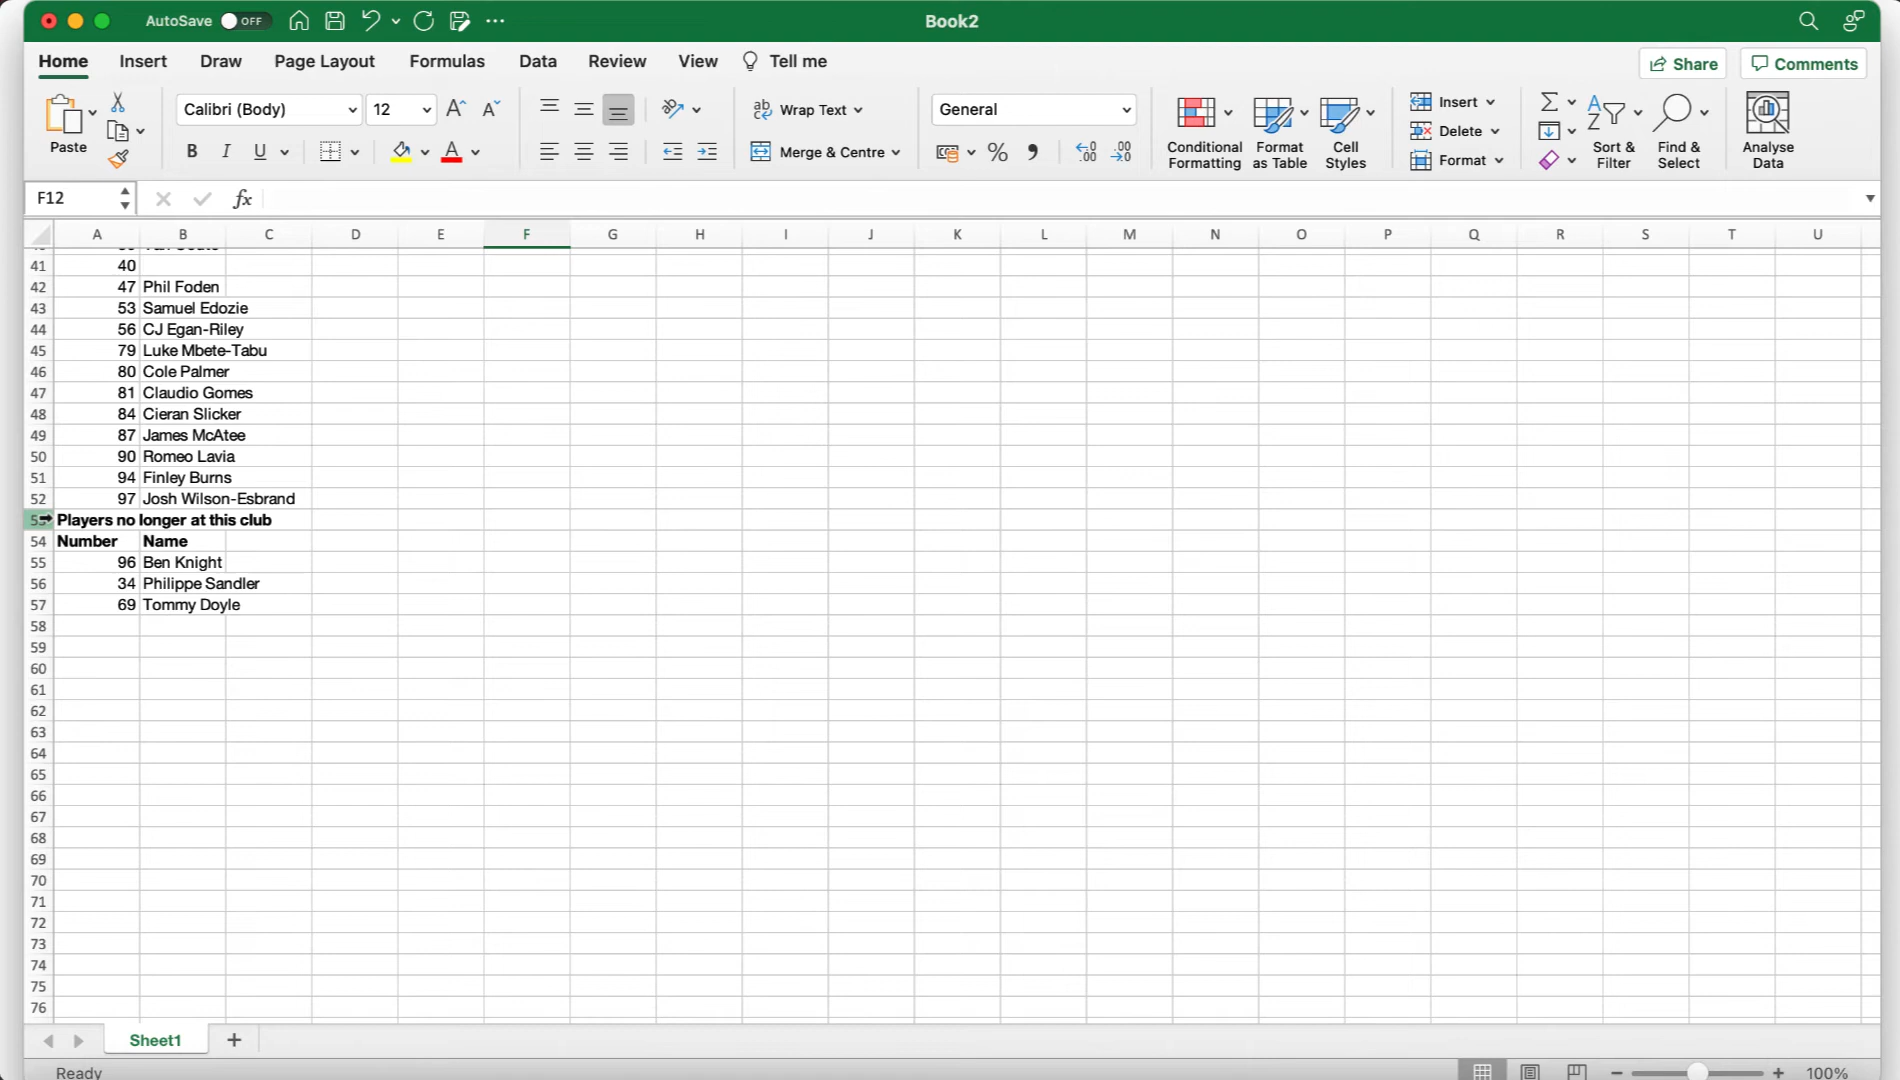 AutoSave OFF Book2
Home Insert Draw Page Layout Formulas Data Review View Tell me Share Comments
Paste Calibri (Body) 12 A A ab Wrap Text General Insert
B I U A Merge & Centre % .00 .00 Delete
Conditional Formatting Format as Table Cell Styles Format Sort & Filter Find & Select Analyse Data
F12 fx
A B C D E F G H I J K L M N O P Q R S T U
41 40
42 47 Phil Foden
43 53 Samuel Edozie
44 56 CJ Egan-Riley
45 79 Luke Mbete-Tabu
46 80 Cole Palmer
47 81 Claudio Gomes
48 84 Cieran Slicker
49 87 James McAtee
50 90 Romeo Lavia
51 94 Finley Burns
52 97 Josh Wilson-Esbrand
Players no longer at this club
54 Number Name
55 96 Ben Knight
56 34 Philippe Sandler
57 69 Tommy Doyle
58
59
60
61
62
63
64
65
66
67
68
69
70
71
72
73
74
75
76
Sheet1 +
Ready 100%